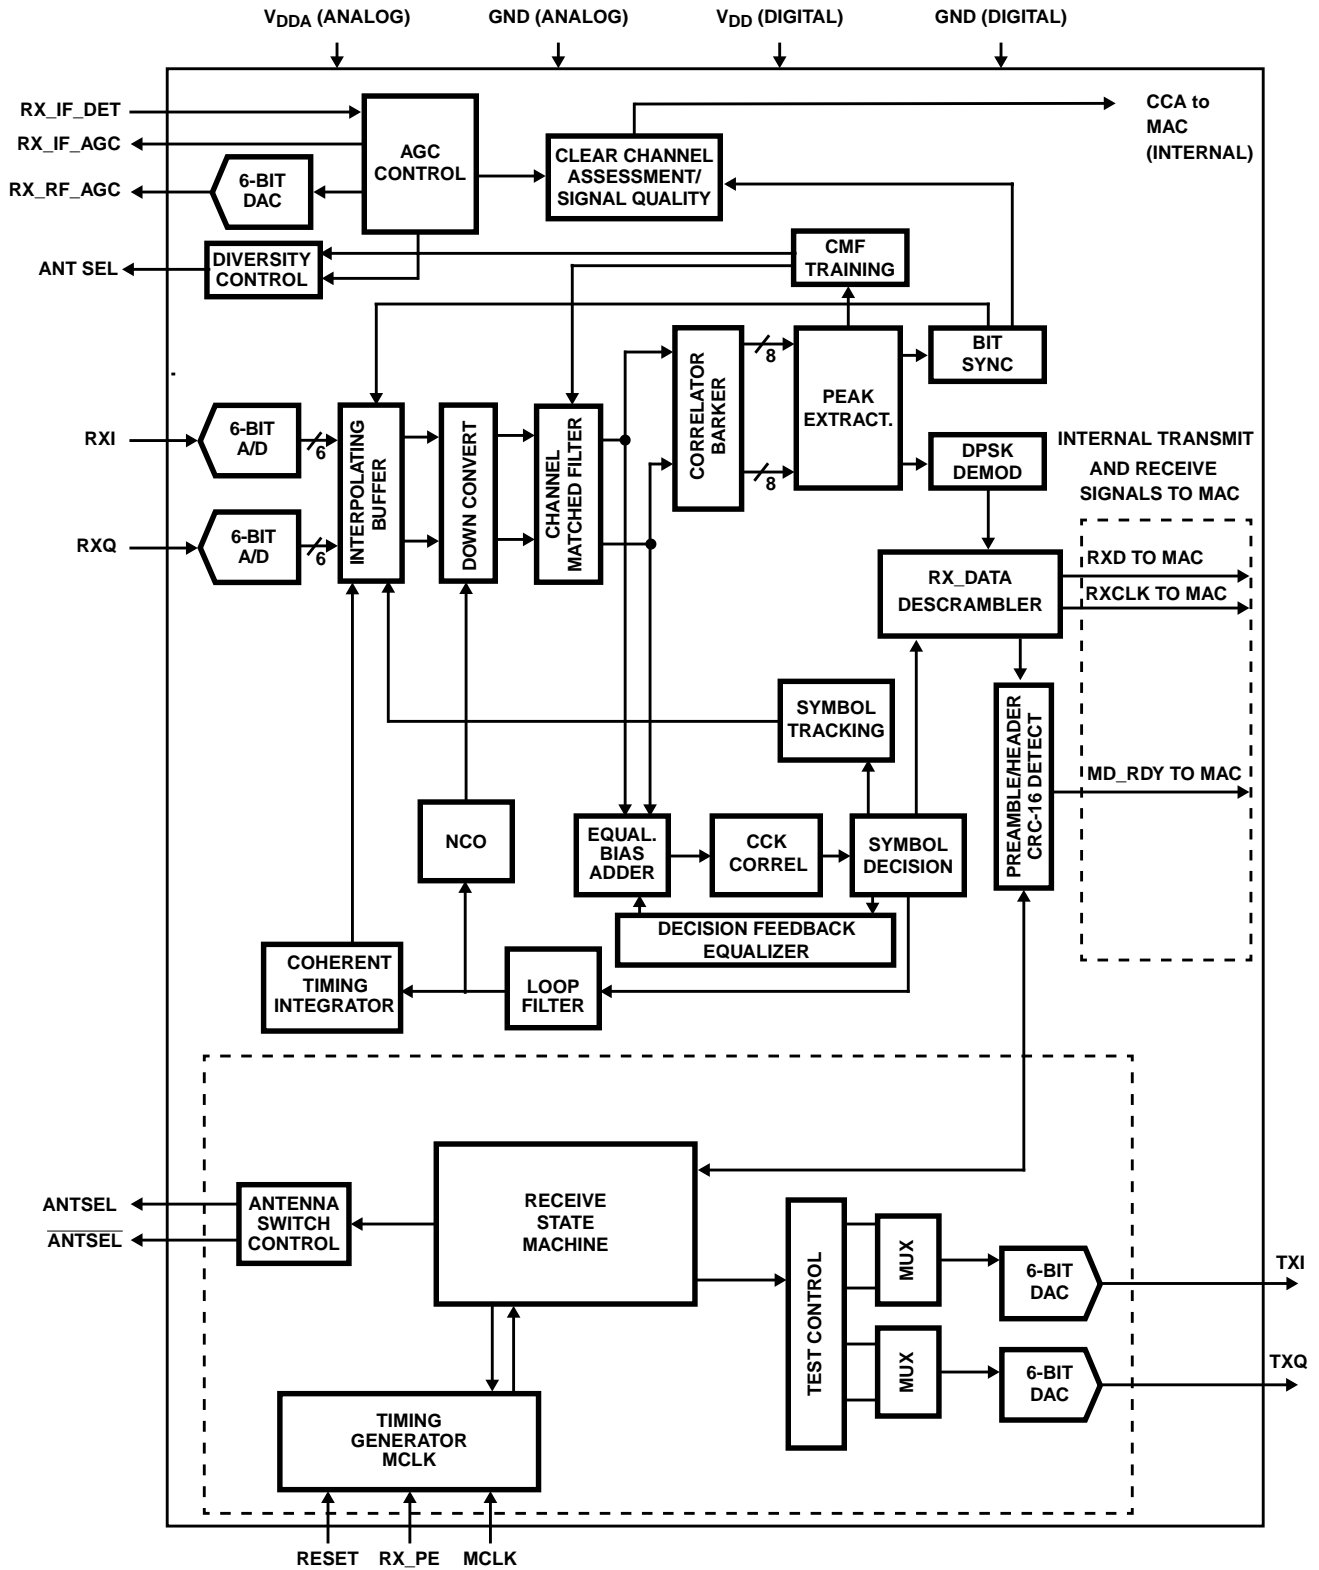 VDDA (ANALOG)
GND (ANALOG)
VDD (DIGITAL)
GND (DIGITAL)
RX_IF_DET
RX_IF_AGC
RX_RF_AGC
6-BIT
DAC
AGC
CONTROL
CLEAR CHANNEL
ASSESSMENT/
SIGNAL QUALITY
CCA to
MAC
(INTERNAL)
ANT SEL
DIVERSITY
CONTROL
CMF
TRAINING
RXI
6-BIT
A/D
6
RXQ
6-BIT
A/D
6
INTERPOLATING
BUFFER
DOWN CONVERT
CHANNEL
MATCHED FILTER
CORRELATOR
BARKER
8
8
PEAK
EXTRACT.
BIT
SYNC
DPSK
DEMOD
INTERNAL TRANSMIT
AND RECEIVE
SIGNALS TO MAC
RX_DATA
DESCRAMBLER
RXD TO MAC
RXCLK TO MAC
SYMBOL
TRACKING
PREAMBLE/HEADER
CRC-16 DETECT
MD_RDY TO MAC
NCO
EQUAL.
BIAS
ADDER
CCK
CORREL
SYMBOL
DECISION
DECISION FEEDBACK
EQUALIZER
COHERENT
TIMING
INTEGRATOR
LOOP
FILTER
ANTSEL
ANTSEL
ANTENNA
SWITCH
CONTROL
RECEIVE
STATE
MACHINE
TEST CONTROL
MUX
6-BIT
DAC
TXI
MUX
6-BIT
DAC
TXQ
TIMING
GENERATOR
MCLK
RESET
RX_PE
MCLK